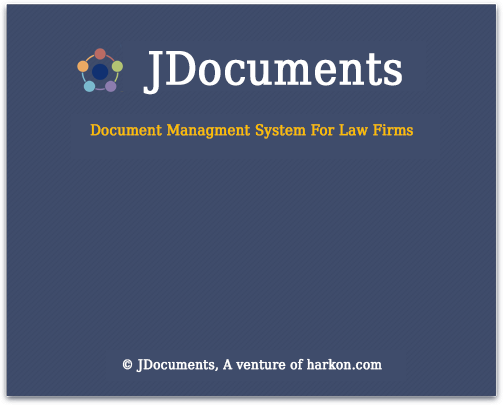 JDocuments
Document Managment System For Law Firms
© JDocuments, A venture of harkon.com